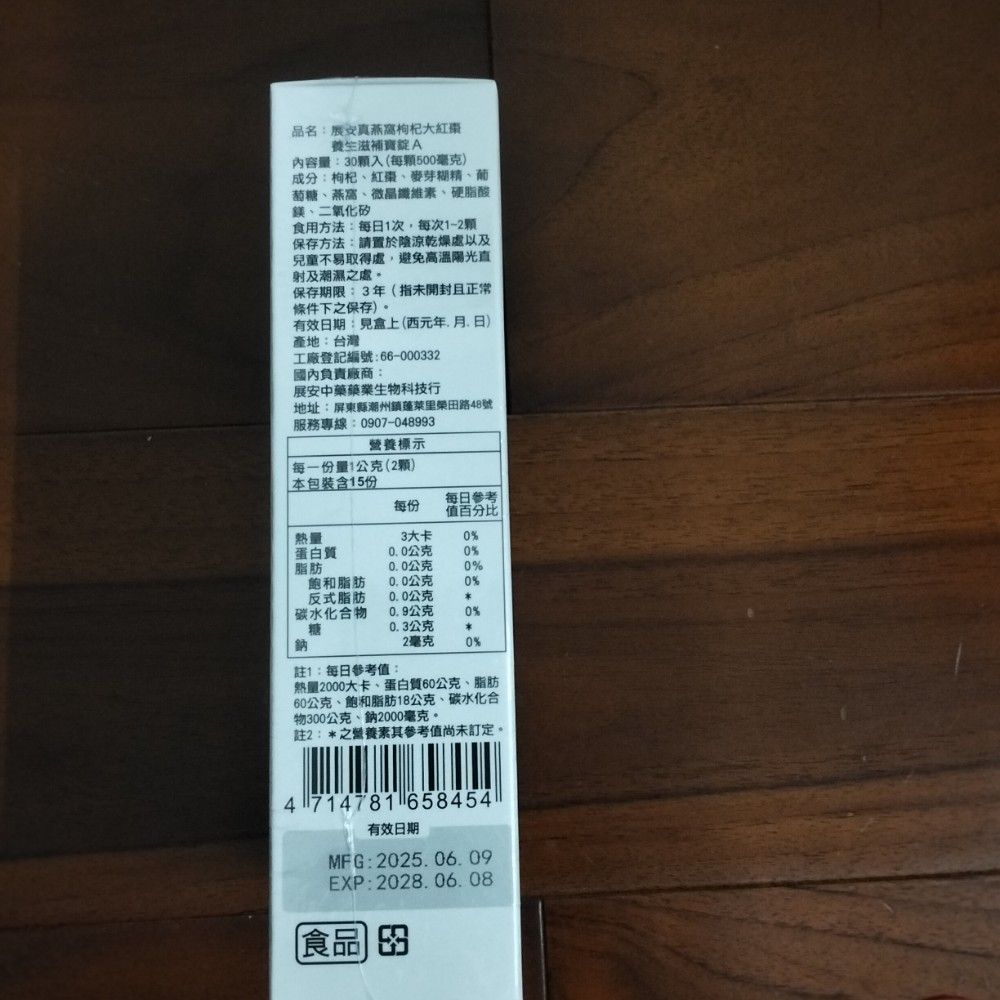 品名：展安真燕窩枸杞大紅棗
養生滋補寶錠A
內容量：30顆入(每顆500毫克)
成分：枸杞、紅棗、麥芽糊精、葡
萄糖、燕窩、微晶纖維素、硬脂酸
鎂、二氧化矽
食用方法：每日1次，每次1-2顆
保存方法：請置於陰涼乾燥處以及
兒童不易取得處，避免高溫陽光直
射及潮濕之處。
保存期限：3年（指未開封且正常
條件下之保存）。
有效日期：見盒上(西元年.月.日)
產地：台灣
工廠登記編號:66-000332
國內負責廠商：
展安中藥藥業生物科技行
地址：屏東縣潮州鎮蓬萊里榮田路48號
服務專線：0907-048993
營養標示
每一份量1公克(2顆)
本包裝含15份
每份 每日參考值百分比
熱量 3大卡 0%
蛋白質 0.0公克 0%
脂肪 0.0公克 0%
飽和脂肪 0.0公克 0%
反式脂肪 0.0公克 *
碳水化合物 0.9公克 0%
糖 0.3公克 *
鈉 2毫克 0%
註1：每日參考值：
熱量2000大卡、蛋白質60公克、脂肪
60公克、飽和脂肪18公克、碳水化合
物300公克、鈉2000毫克。
註2：*之營養素其參考值尚未訂定。
4 714781 658454
有效日期
MFG:2025.06.09
EXP:2028.06.08
食品